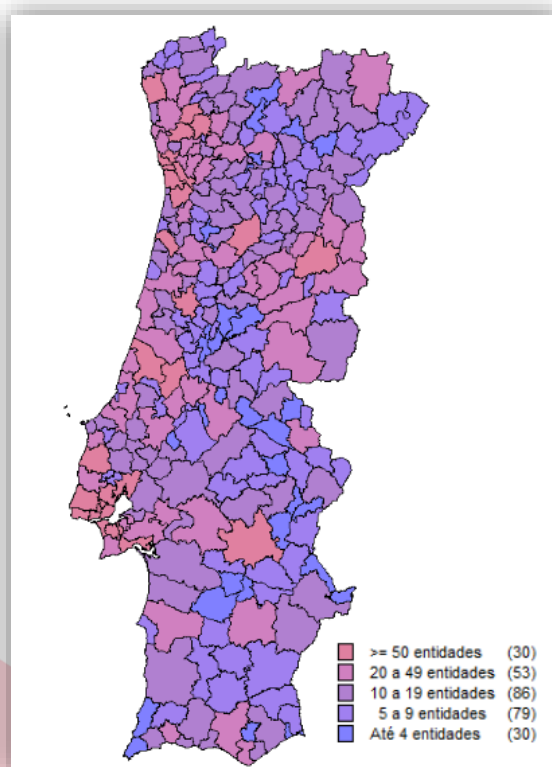 >= 50 entidades (30)
20 a 49 entidades (53)
10 a 19 entidades (86)
5 a 9 entidades (79)
Até 4 entidades (30)